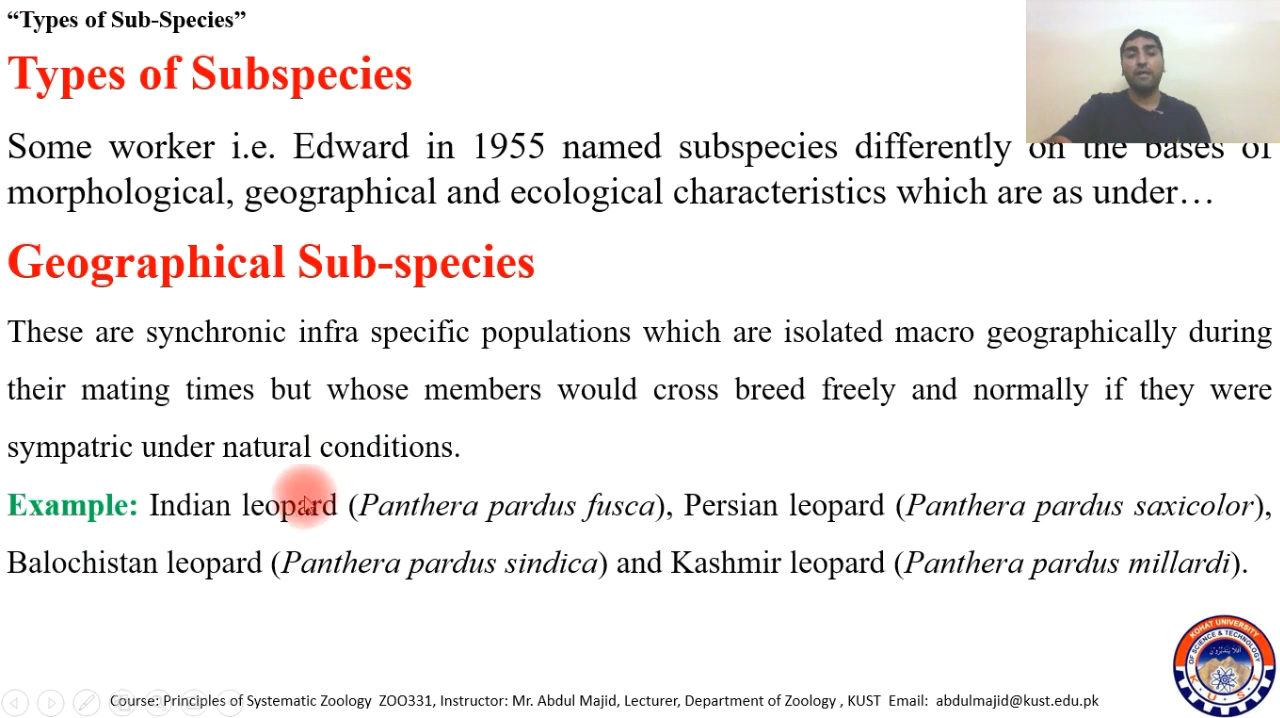 “Types of Sub-Species”
Types of Subspecies
Some worker i.e. Edward in 1955 named subspecies differently on the bases of
morphological, geographical and ecological characteristics which are as under…
Geographical Sub-species
These are synchronic infra specific populations which are isolated macro geographically during
their mating times but whose members would cross breed freely and normally if they were
sympatric under natural conditions.
Example: Indian leopard (Panthera pardus fusca), Persian leopard (Panthera pardus saxicolor),
Balochistan leopard (Panthera pardus sindica) and Kashmir leopard (Panthera pardus millardi).
KOHAT UNIVERSITY
OF SCIENCE & TECHNOLOGY
K U S T
Course: Principles of Systematic Zoology ZOO331, Instructor: Mr. Abdul Majid, Lecturer, Department of Zoology , KUST Email: abdulmajid@kust.edu.pk